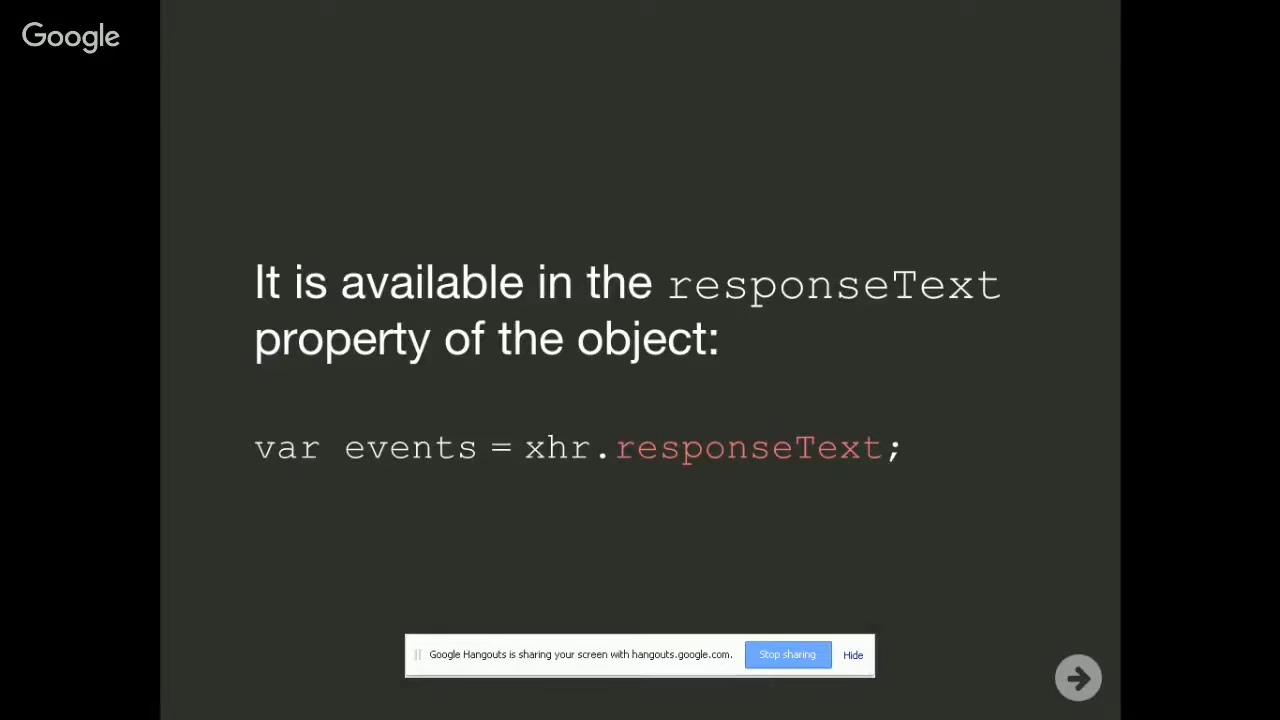 Google
It is available in the responseText
property of the object:
var events = xhr.responseText;
Google Hangouts is sharing your screen with hangouts.google.com.
Stop sharing
Hide